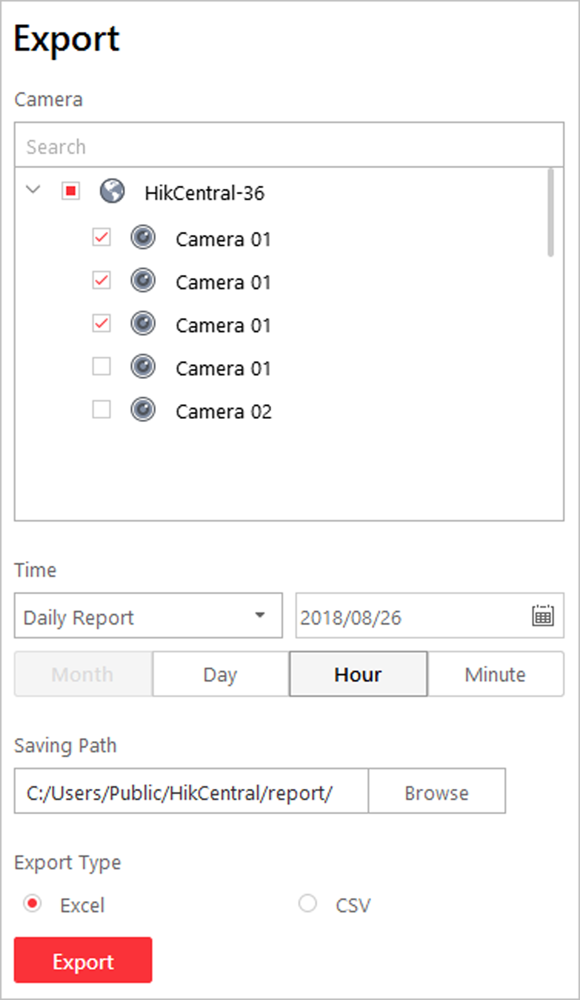 Export
Camera
Search
HikCentral-36
Camera 01
Camera 01
Camera 01
Camera 01
Camera 02
Time
Daily Report 2018/08/26
Month Day Hour Minute
Saving Path
C:/Users/Public/HikCentral/report/ Browse
Export Type
Excel CSV
Export